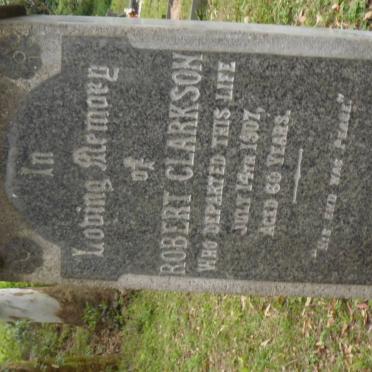 In
Loving Memory
of
ROBERT CLARKSON
WHO DEPARTED THIS LIFE
JULY 14TH 1907,
AGED 60 YEARS.
"HIS END WAS PEACE."